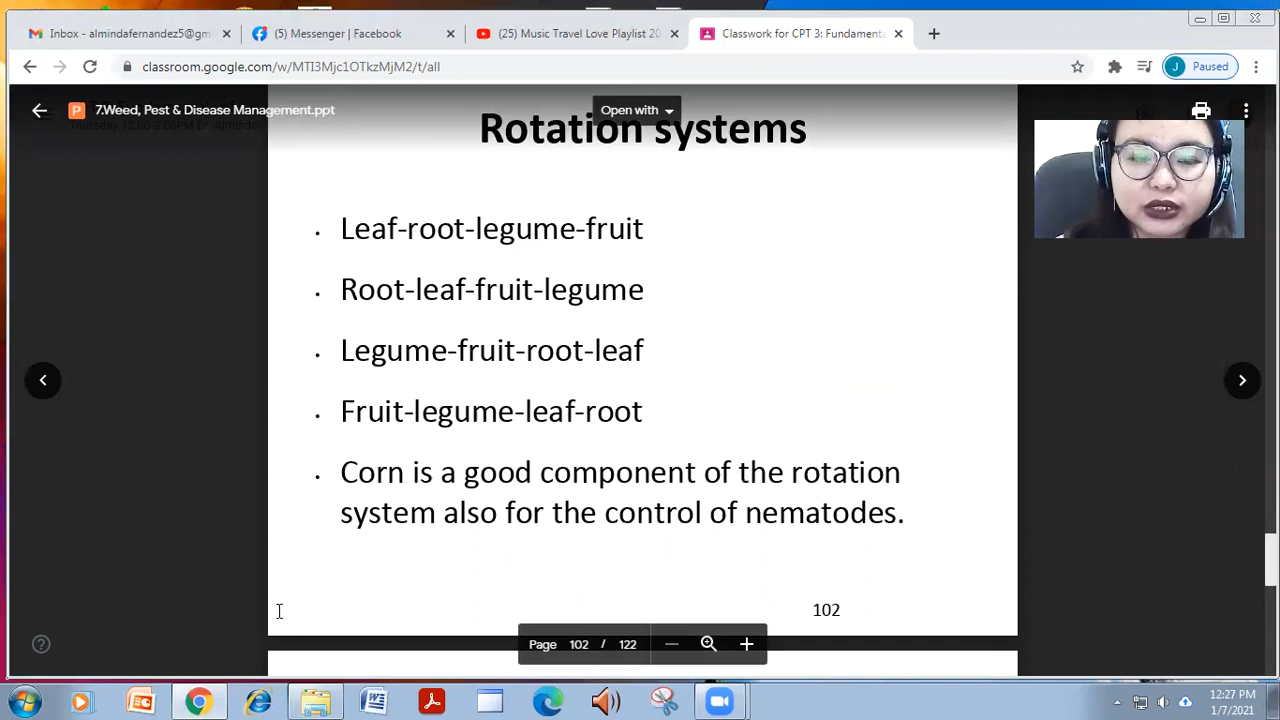 Inbox - almindafernandez5@gm
(5) Messenger | Facebook
(25) Music Travel Love Playlist 20
Classwork for CPT 3: Fundamenta
classroom.google.com/w/MTI3Mjc1OTkzMjM2/t/all
J Paused
7.Weed, Pest & Disease Management.ppt
Open with
Rotation systems
• Leaf-root-legume-fruit
• Root-leaf-fruit-legume
• Legume-fruit-root-leaf
• Fruit-legume-leaf-root
• Corn is a good component of the rotation
system also for the control of nematodes.
102
Page 102 / 122
12:27 PM
1/7/2021